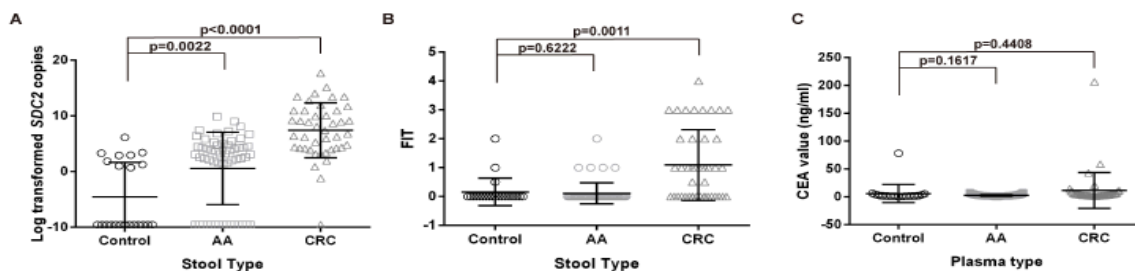 A
p<0.0001
p=0.0022
Log transformed SDC2 copies
20
10
0
-10
Control
AA
CRC
Stool Type
B
p=0.0011
p=0.6222
FIT
5
4
3
2
1
0
-1
Control
AA
CRC
Stool Type
C
p=0.4408
p=0.1617
CEA value (ng/ml)
250
200
150
100
50
0
-50
Control
AA
CRC
Plasma type